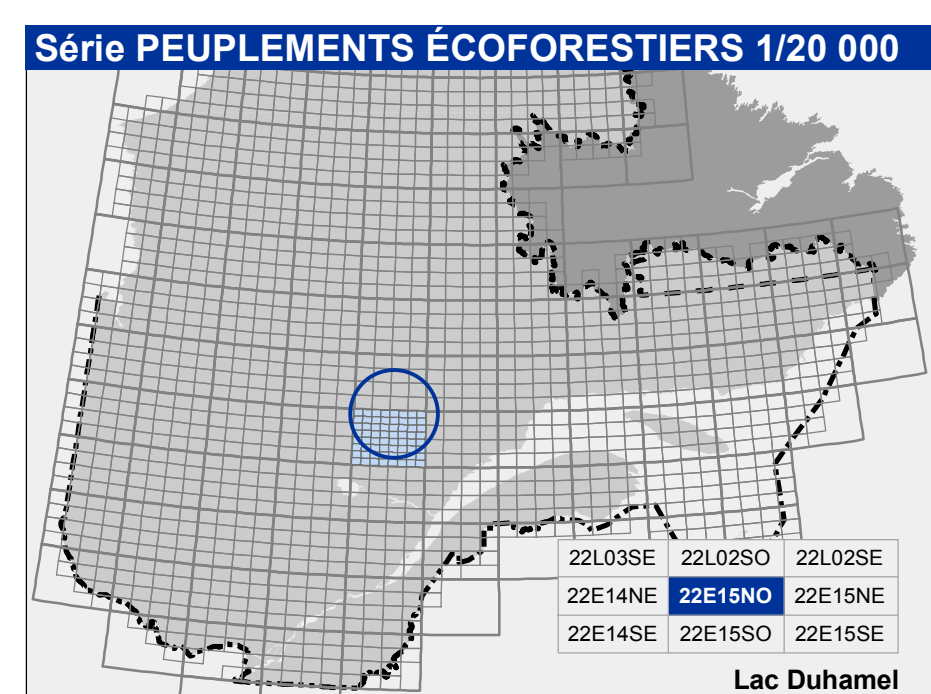 Série PEUPLEMENTS ÉCOFORESTIERS 1/20 000
22L03SE 22L02SO 22L02SE
22E14NE 22E15NO 22E15NE
22E14SE 22E15SO 22E15SE
Lac Duhamel